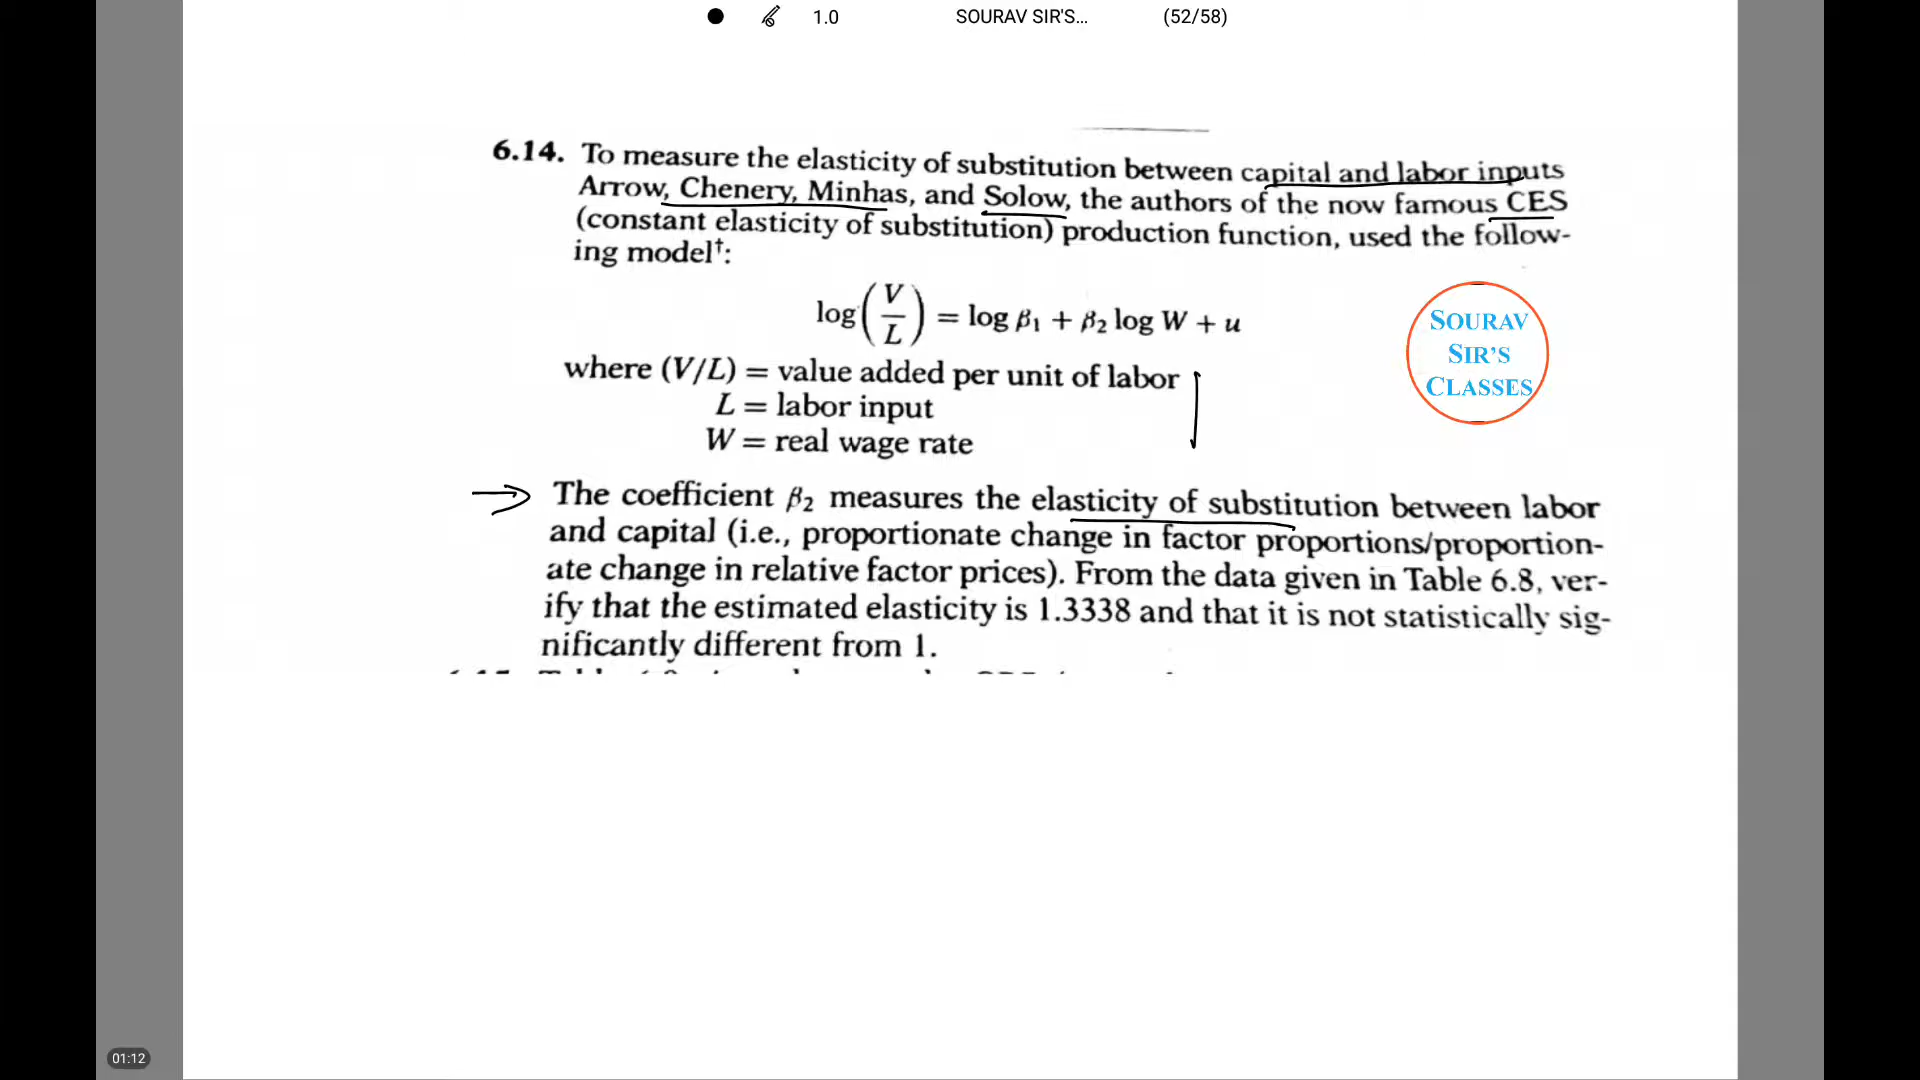 1.0 SOURAV SIR'S... (52/58)
6.14. To measure the elasticity of substitution between capital and labor inputs
Arrow, Chenery, Minhas, and Solow, the authors of the now famous CES
(constant elasticity of substitution) production function, used the follow-
ing model†:
log(V/L) = log β₁ + β₂ log W + u
where (V/L) = value added per unit of labor
L = labor input
W = real wage rate
SOURAV
SIR'S
CLASSES
The coefficient β₂ measures the elasticity of substitution between labor
and capital (i.e., proportionate change in factor proportions/proportion-
ate change in relative factor prices). From the data given in Table 6.8, ver-
ify that the estimated elasticity is 1.3338 and that it is not statistically sig-
nificantly different from 1.
01:12